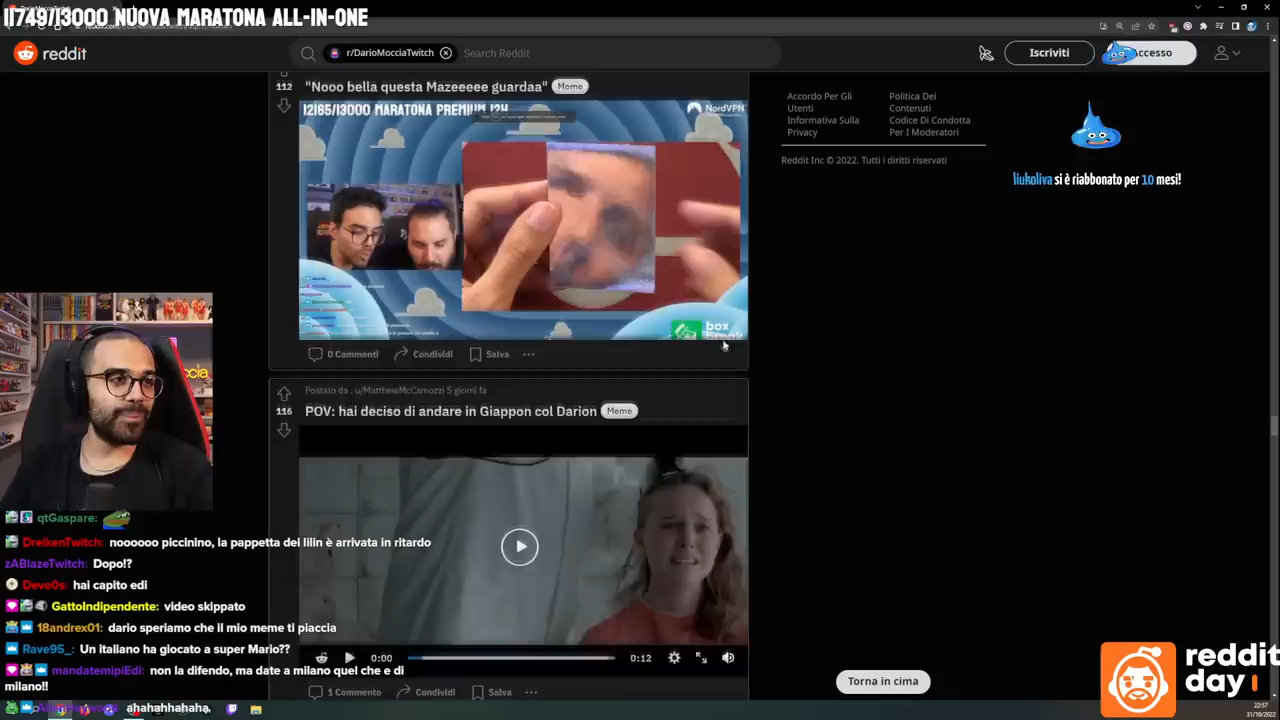 11749/13000 NUOVA MARATONA ALL-IN-ONE
reddit
r/DarioMocciaTwitch
Search Reddit
Iscriviti
Accesso
112
"Nooo bella questa Mazeeeee guardaa"
Meme
12165/13000 MARATONA PREMIUM 12H
NordVPN
box
break
0 Commenti
Condividi
Salva
Accordo Per Gli
Utenti
Informativa Sulla
Privacy
Politica Dei
Contenuti
Codice Di Condotta
Per I Moderatori
Reddit Inc © 2022. Tutti i diritti riservati
liukoliva si è riabbonato per 10 mesi!
Postato da . u/MatthewMcCamozzi 5 giorni fa
116
POV: hai deciso di andare in Giappon col Darion
Meme
0:00
0:12
1 Commento
Condividi
Salva
Torna in cima
reddit
day
qtGaspare:
DreikenTwitch: noooooo piccinino, la pappetta dei lilin è arrivata in ritardo
zABlazeTwitch: Dopo!?
Devo0s: hai capito edi
GattoIndipendente: video skippato
18andrex01: dario speriamo che il mio meme ti piaccia
Rave95_: Un italiano ha giocato a super Mario??
mandatemipiEdi: non la difendo, ma date a milano quel che e di
milano!!
ahahahhahaha,
22:57
31/10/2022